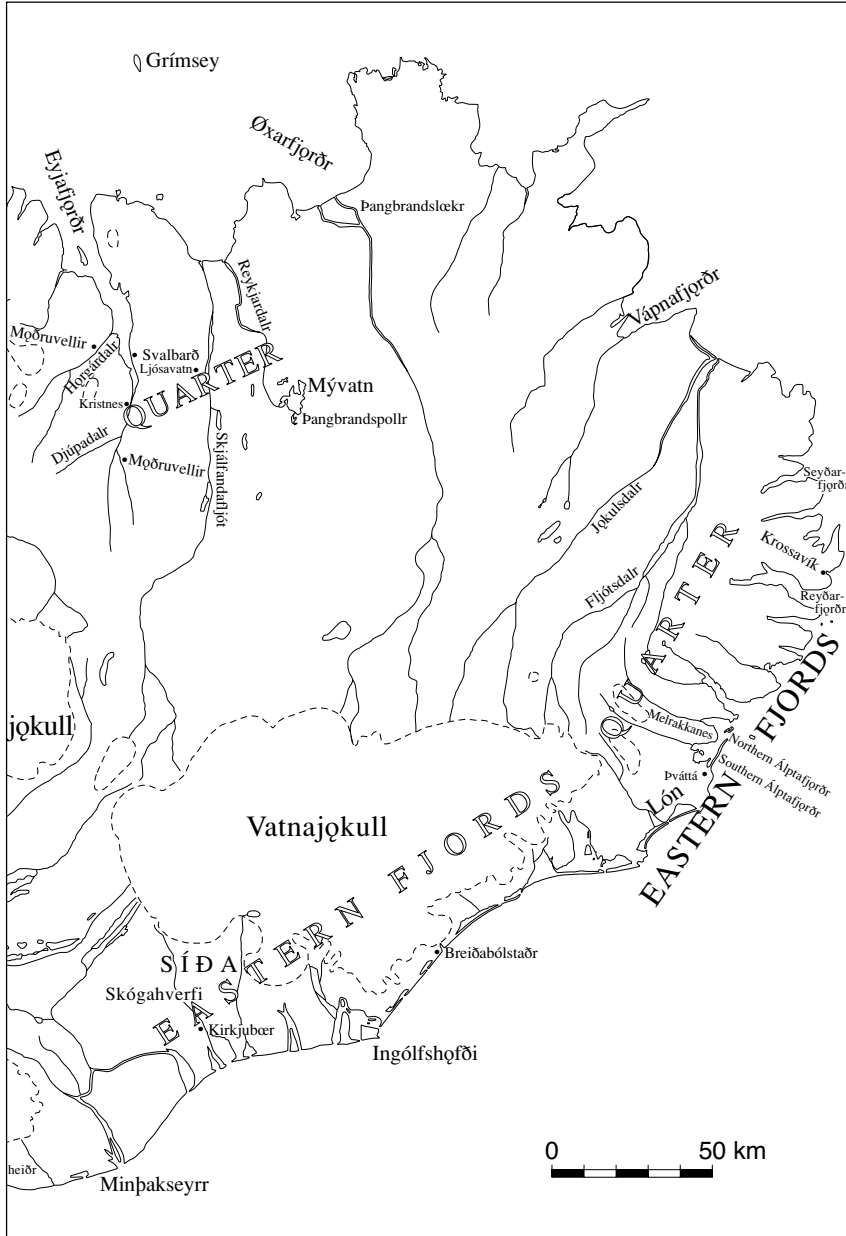 Grímsey
Øxarfjǫrðr
Eyjafjǫrðr
Þangbrandslœkr
Reykjardalr
Vápnafjǫrðr
Mǫðruvellir
Hǫrgárdalr
Svalbarð
Ljósavatn
QUARTER
Mývatn
Kristnes
Þangbrandspollr
Djúpadalr
Mǫðruvellir
Skjálfandafljót
Seyðar-
fjǫrðr
Jǫkulsdalr
Krossavík
Fljótsdalr
Reyðar-
fjǫrðr
QUARTER
EASTERN FJORDS
jǫkull
Melrakkanes
Northern Álptafjǫrðr
Southern Álptafjǫrðr
Þváttá
Lón
Vatnajǫkull
EASTERN FJORDS
Breiðabólstaðr
SÍÐA
Skógahverfi
Kirkjubœr
Ingólfshǫfði
heiðr
Minþakseyrr
0 50 km